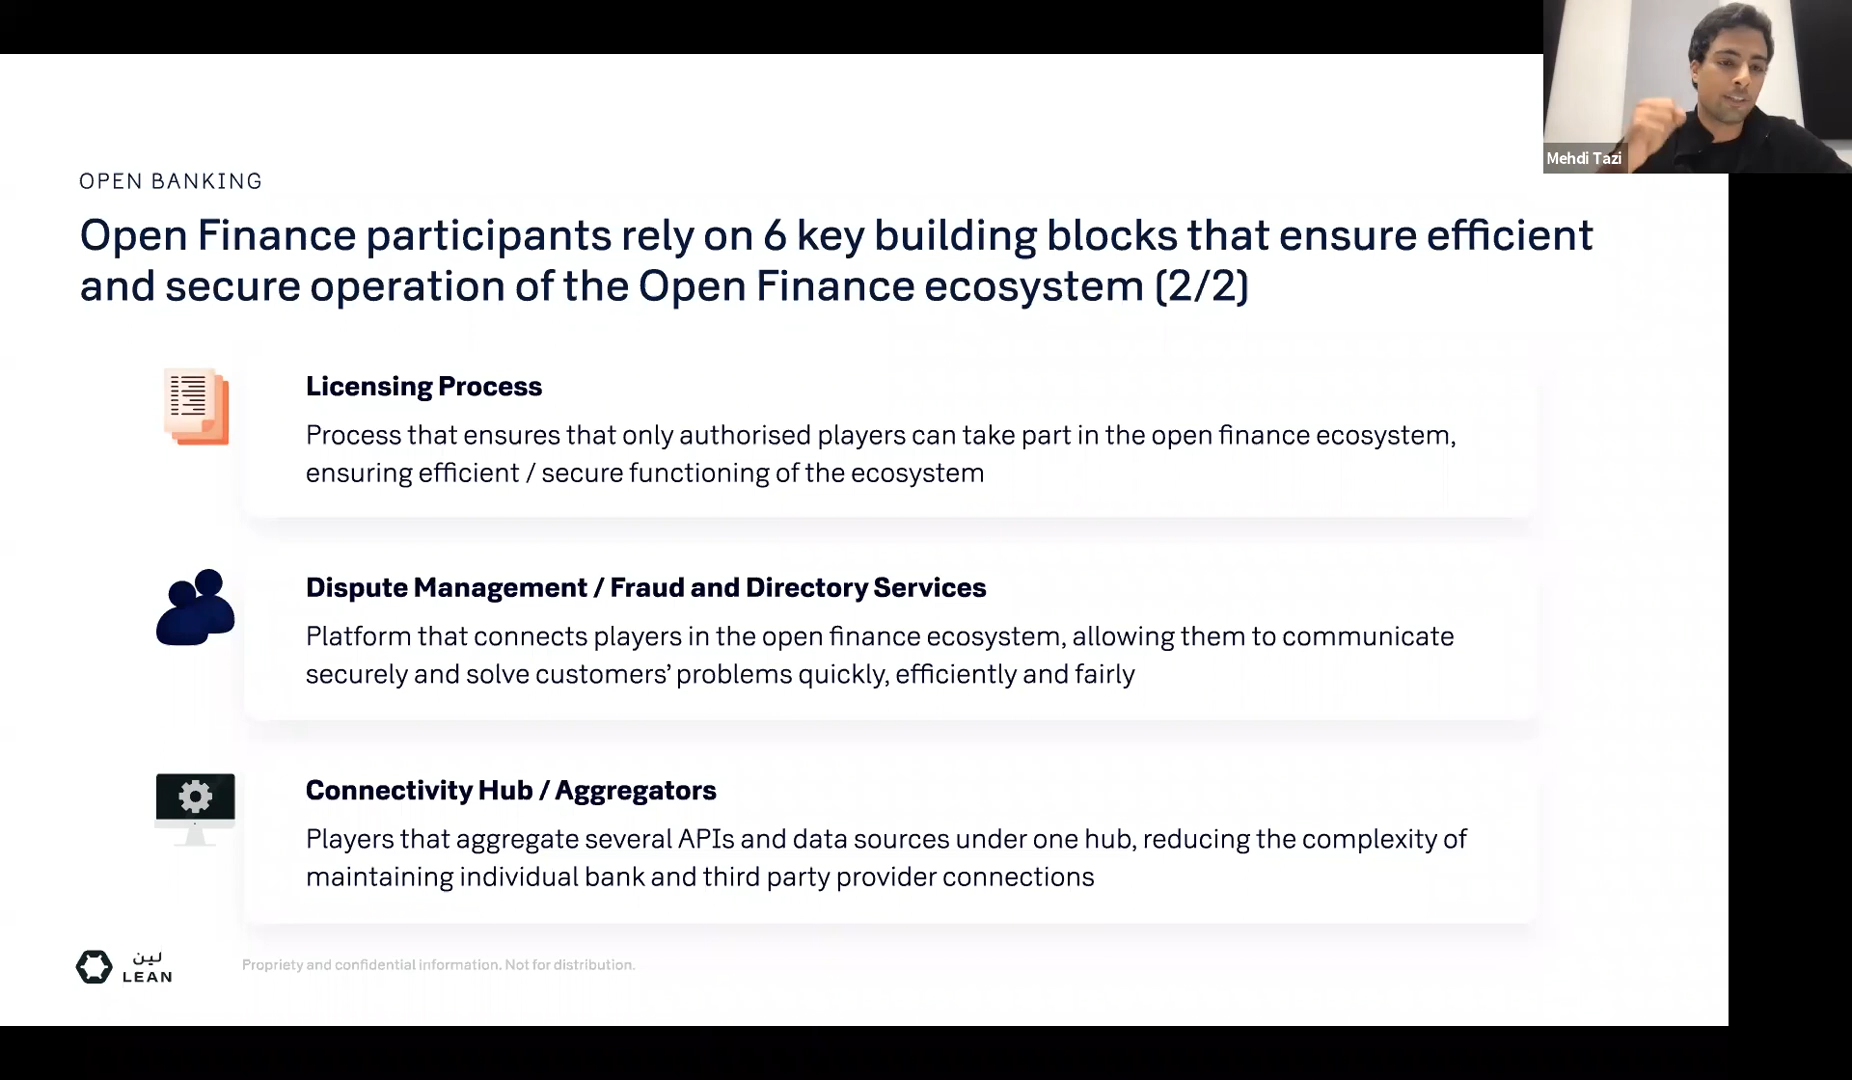 Mehdi Tazi
OPEN BANKING
Open Finance participants rely on 6 key building blocks that ensure efficient
and secure operation of the Open Finance ecosystem (2/2)
Licensing Process
Process that ensures that only authorised players can take part in the open finance ecosystem,
ensuring efficient / secure functioning of the ecosystem
Dispute Management / Fraud and Directory Services
Platform that connects players in the open finance ecosystem, allowing them to communicate
securely and solve customers’ problems quickly, efficiently and fairly
Connectivity Hub / Aggregators
Players that aggregate several APIs and data sources under one hub, reducing the complexity of
maintaining individual bank and third party provider connections
لين
LEAN
Propriety and confidential information. Not for distribution.